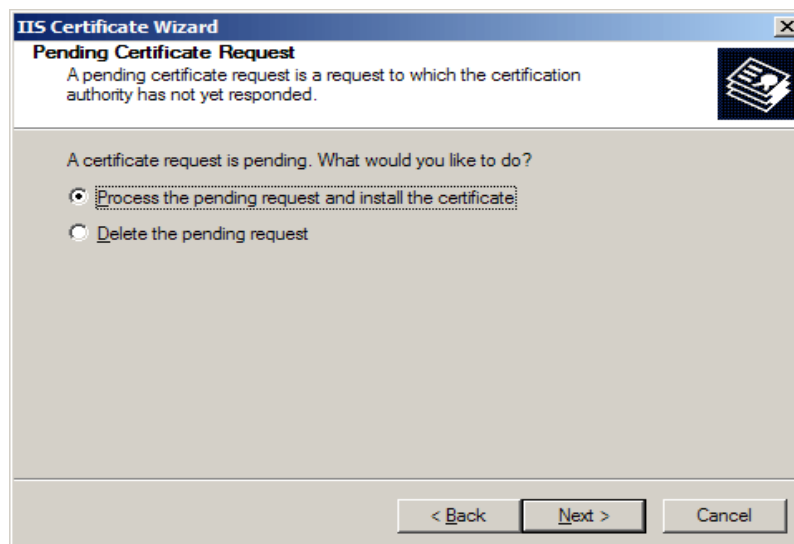 IIS Certificate Wizard
Pending Certificate Request
A pending certificate request is a request to which the certification
authority has not yet responded.
A certificate request is pending. What would you like to do?
Process the pending request and install the certificate
Delete the pending request
< Back
Next >
Cancel